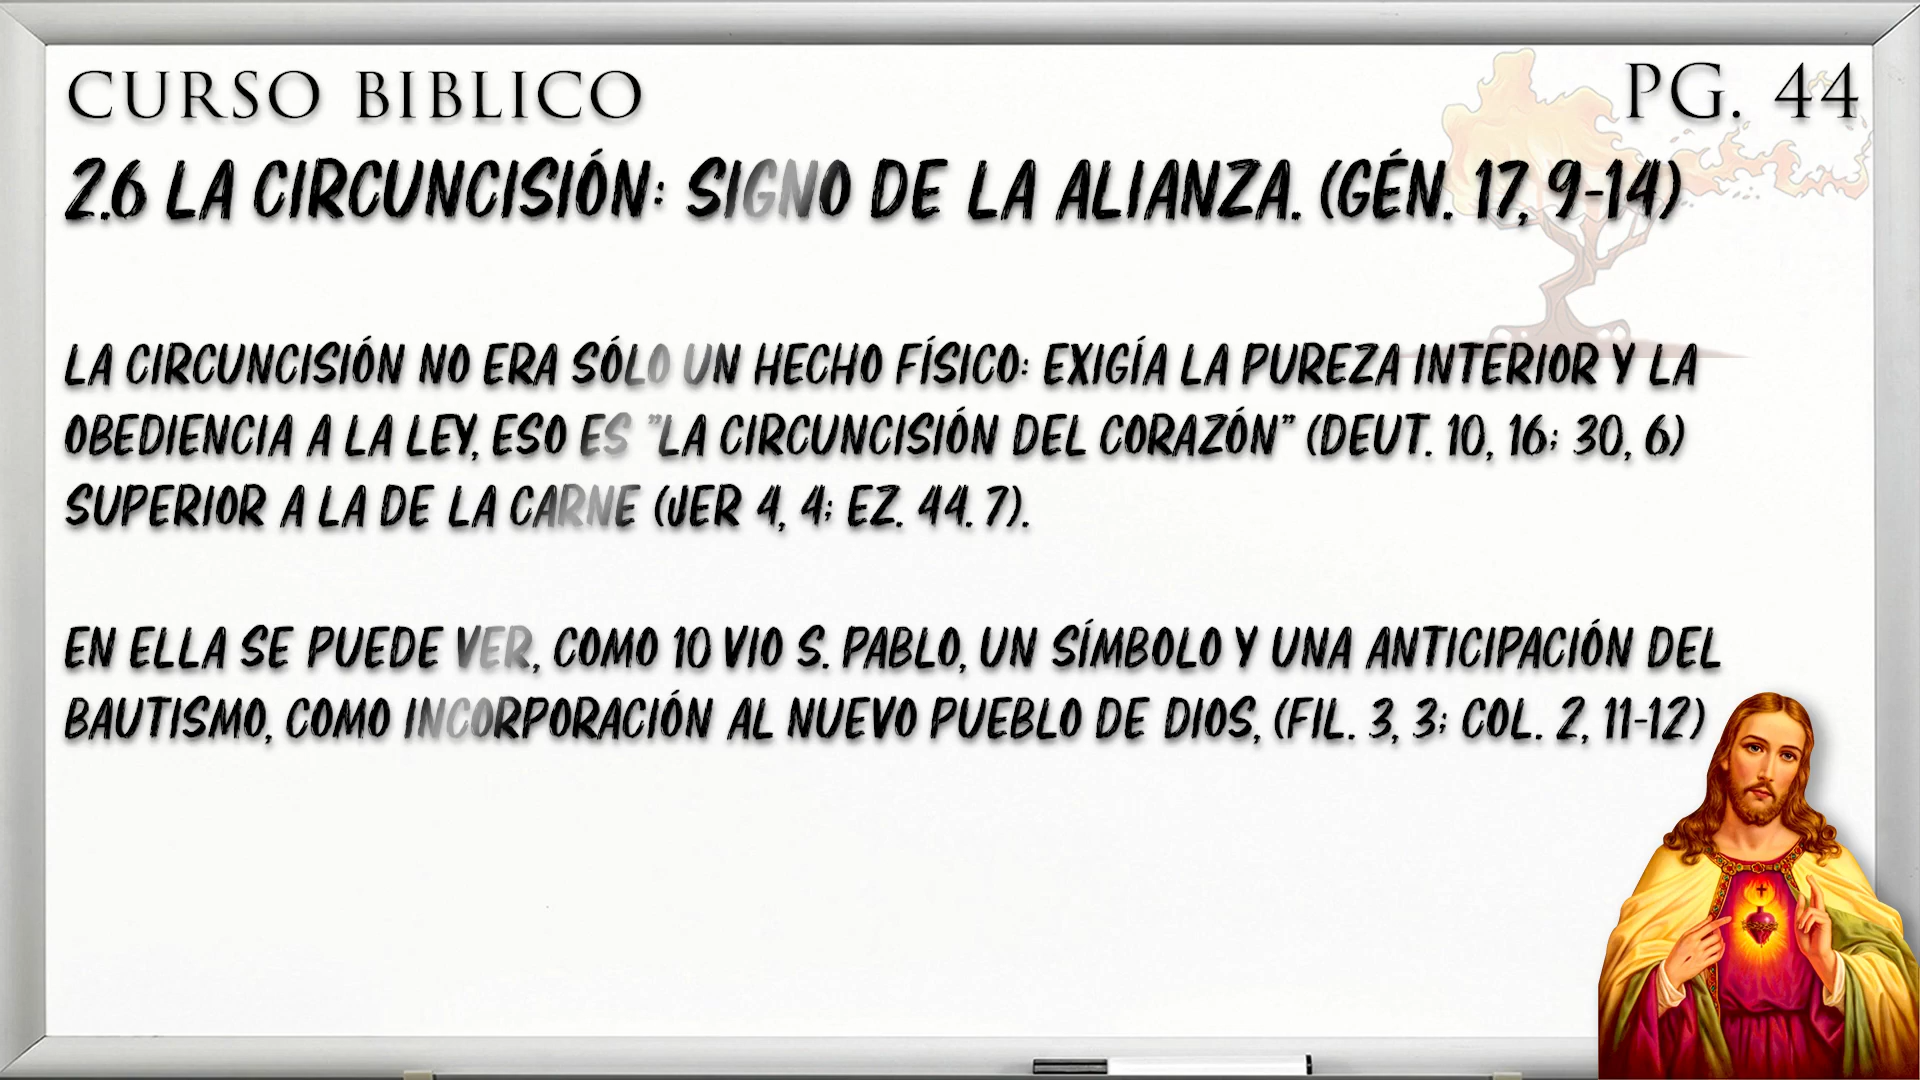 CURSO BIBLICO
PG. 44
2.6 LA CIRCUNCISIÓN: SIGNO DE LA ALIANZA. (GÉN. 17, 9-14)
LA CIRCUNCISIÓN NO ERA SÓLO UN HECHO FÍSICO: EXIGÍA LA PUREZA INTERIOR Y LA
OBEDIENCIA A LA LEY, ESO ES "LA CIRCUNCISIÓN DEL CORAZÓN" (DEUT. 10, 16; 30, 6)
SUPERIOR A LA DE LA CARNE (JER 4, 4; EZ. 44. 7).
EN ELLA SE PUEDE VER, COMO 10 VIO S. PABLO, UN SÍMBOLO Y UNA ANTICIPACIÓN DEL
BAUTISMO, COMO INCORPORACIÓN AL NUEVO PUEBLO DE DIOS, (FIL. 3, 3; COL. 2, 11-12)